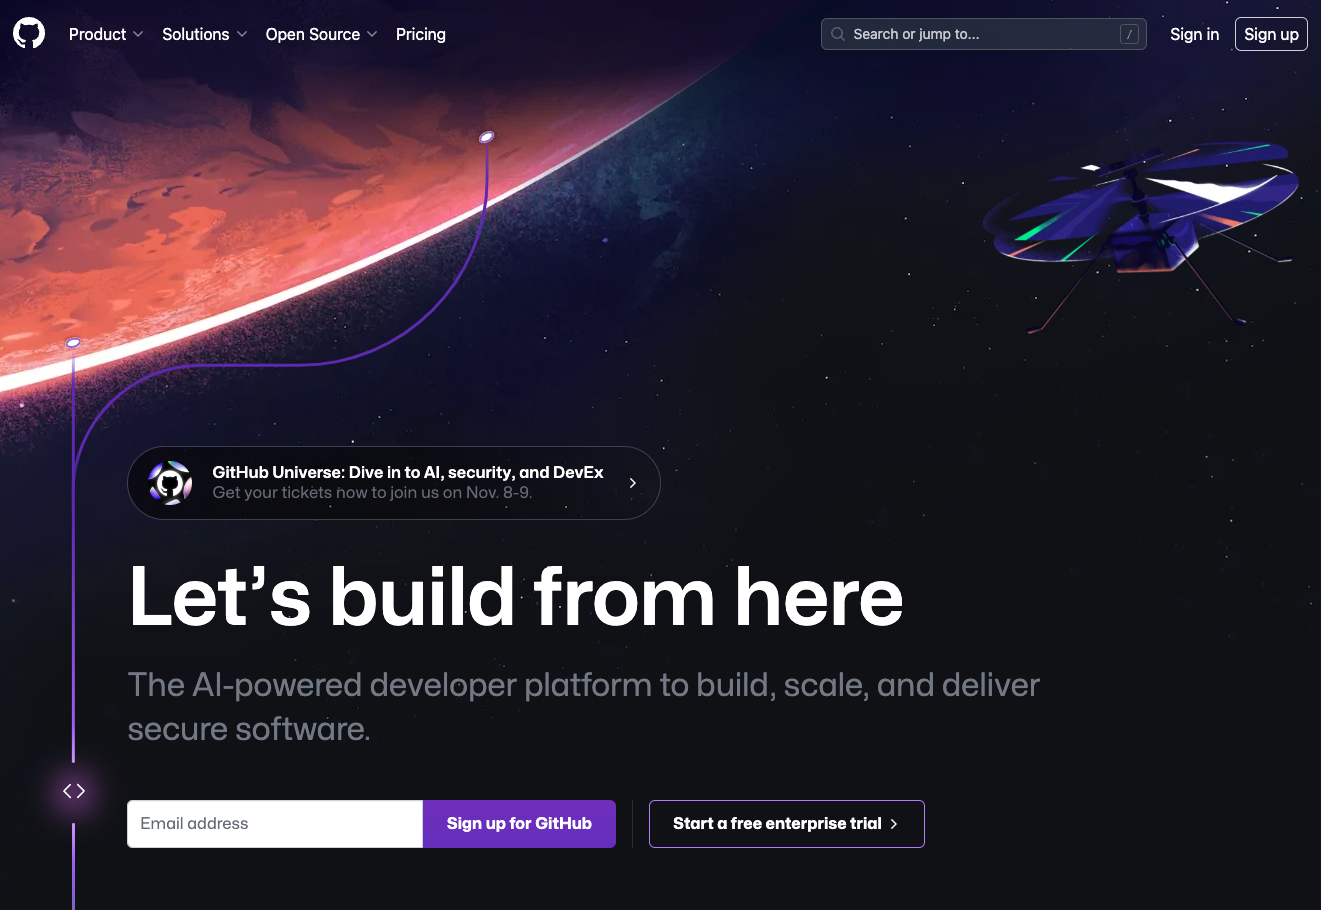 Product
Solutions
Open Source
Pricing
Search or jump to...
/
Sign in
Sign up
GitHub Universe: Dive in to AI, security, and DevEx
Get your tickets now to join us on Nov. 8-9.
Let’s build from here
The AI-powered developer platform to build, scale, and deliver
secure software.
Email address
Sign up for GitHub
Start a free enterprise trial